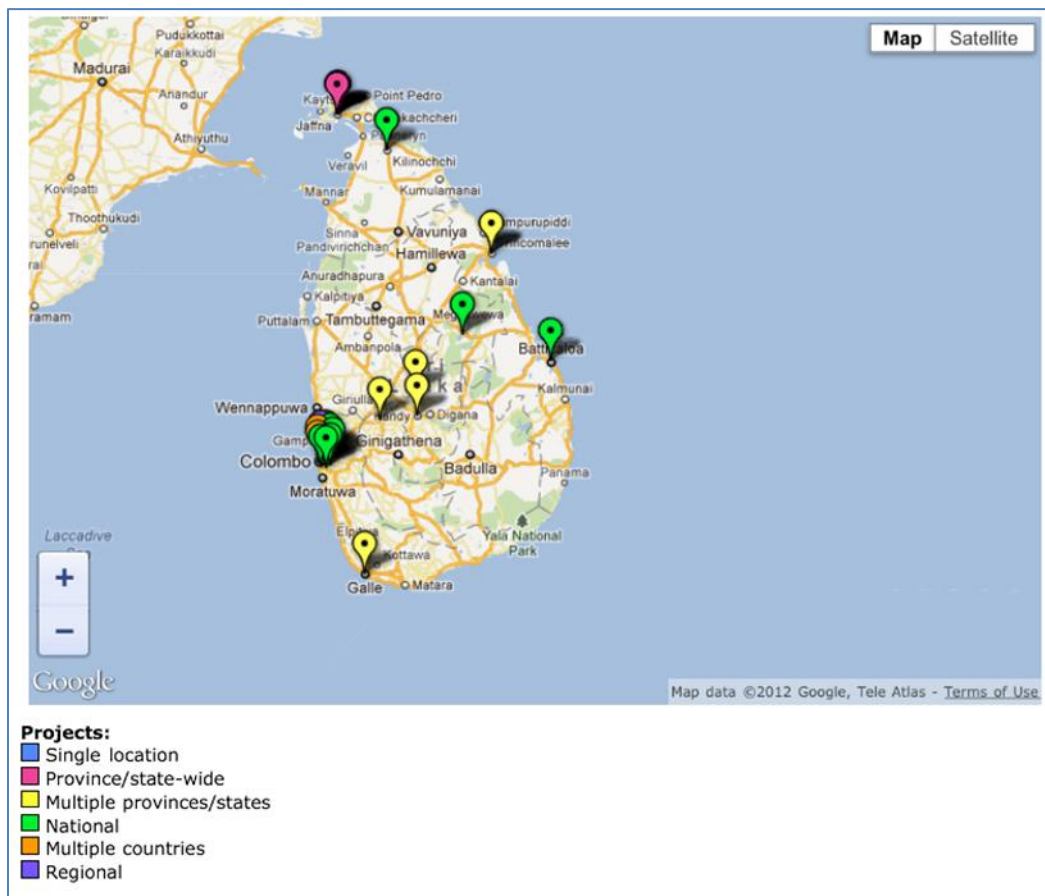 Pudukkottai
Karaikkudi
Madurai
Map
Satellite
Anandur
Point Pedro
Jaffna
Athiyuthu
Kilinochchi
Veravil
Kovilpatti
Kumulamanai
Mannar
Thoothukudi
Sinna
Pandivirichchan
Vavuniya
Hamillewa
Anuradhapura
Kantalai
Kalpitiya
Puttalam
Tambuttegama
Ambanpola
Kalmunai
Wennappuwa
Giriulla
Kandy
Digana
Ginigathena
Colombo
Badulla
Panama
Moratuwa
Laccadive
Yala National
Park
Kottawa
Galle
Matara
+
−
Google
Map data ©2012 Google, Tele Atlas - Terms of Use
Projects:
Single location
Province/state-wide
Multiple provinces/states
National
Multiple countries
Regional